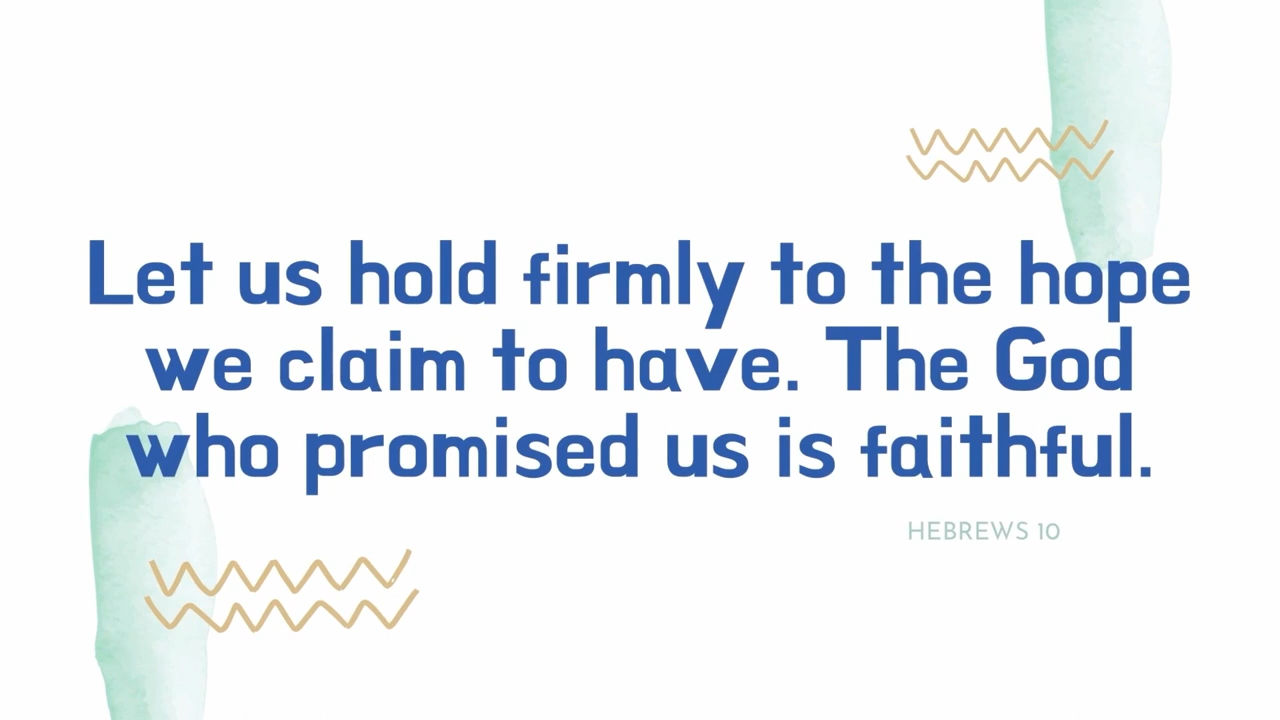 Let us hold firmly to the hope
we claim to have. The God
who promised us is faithful.
HEBREWS 10